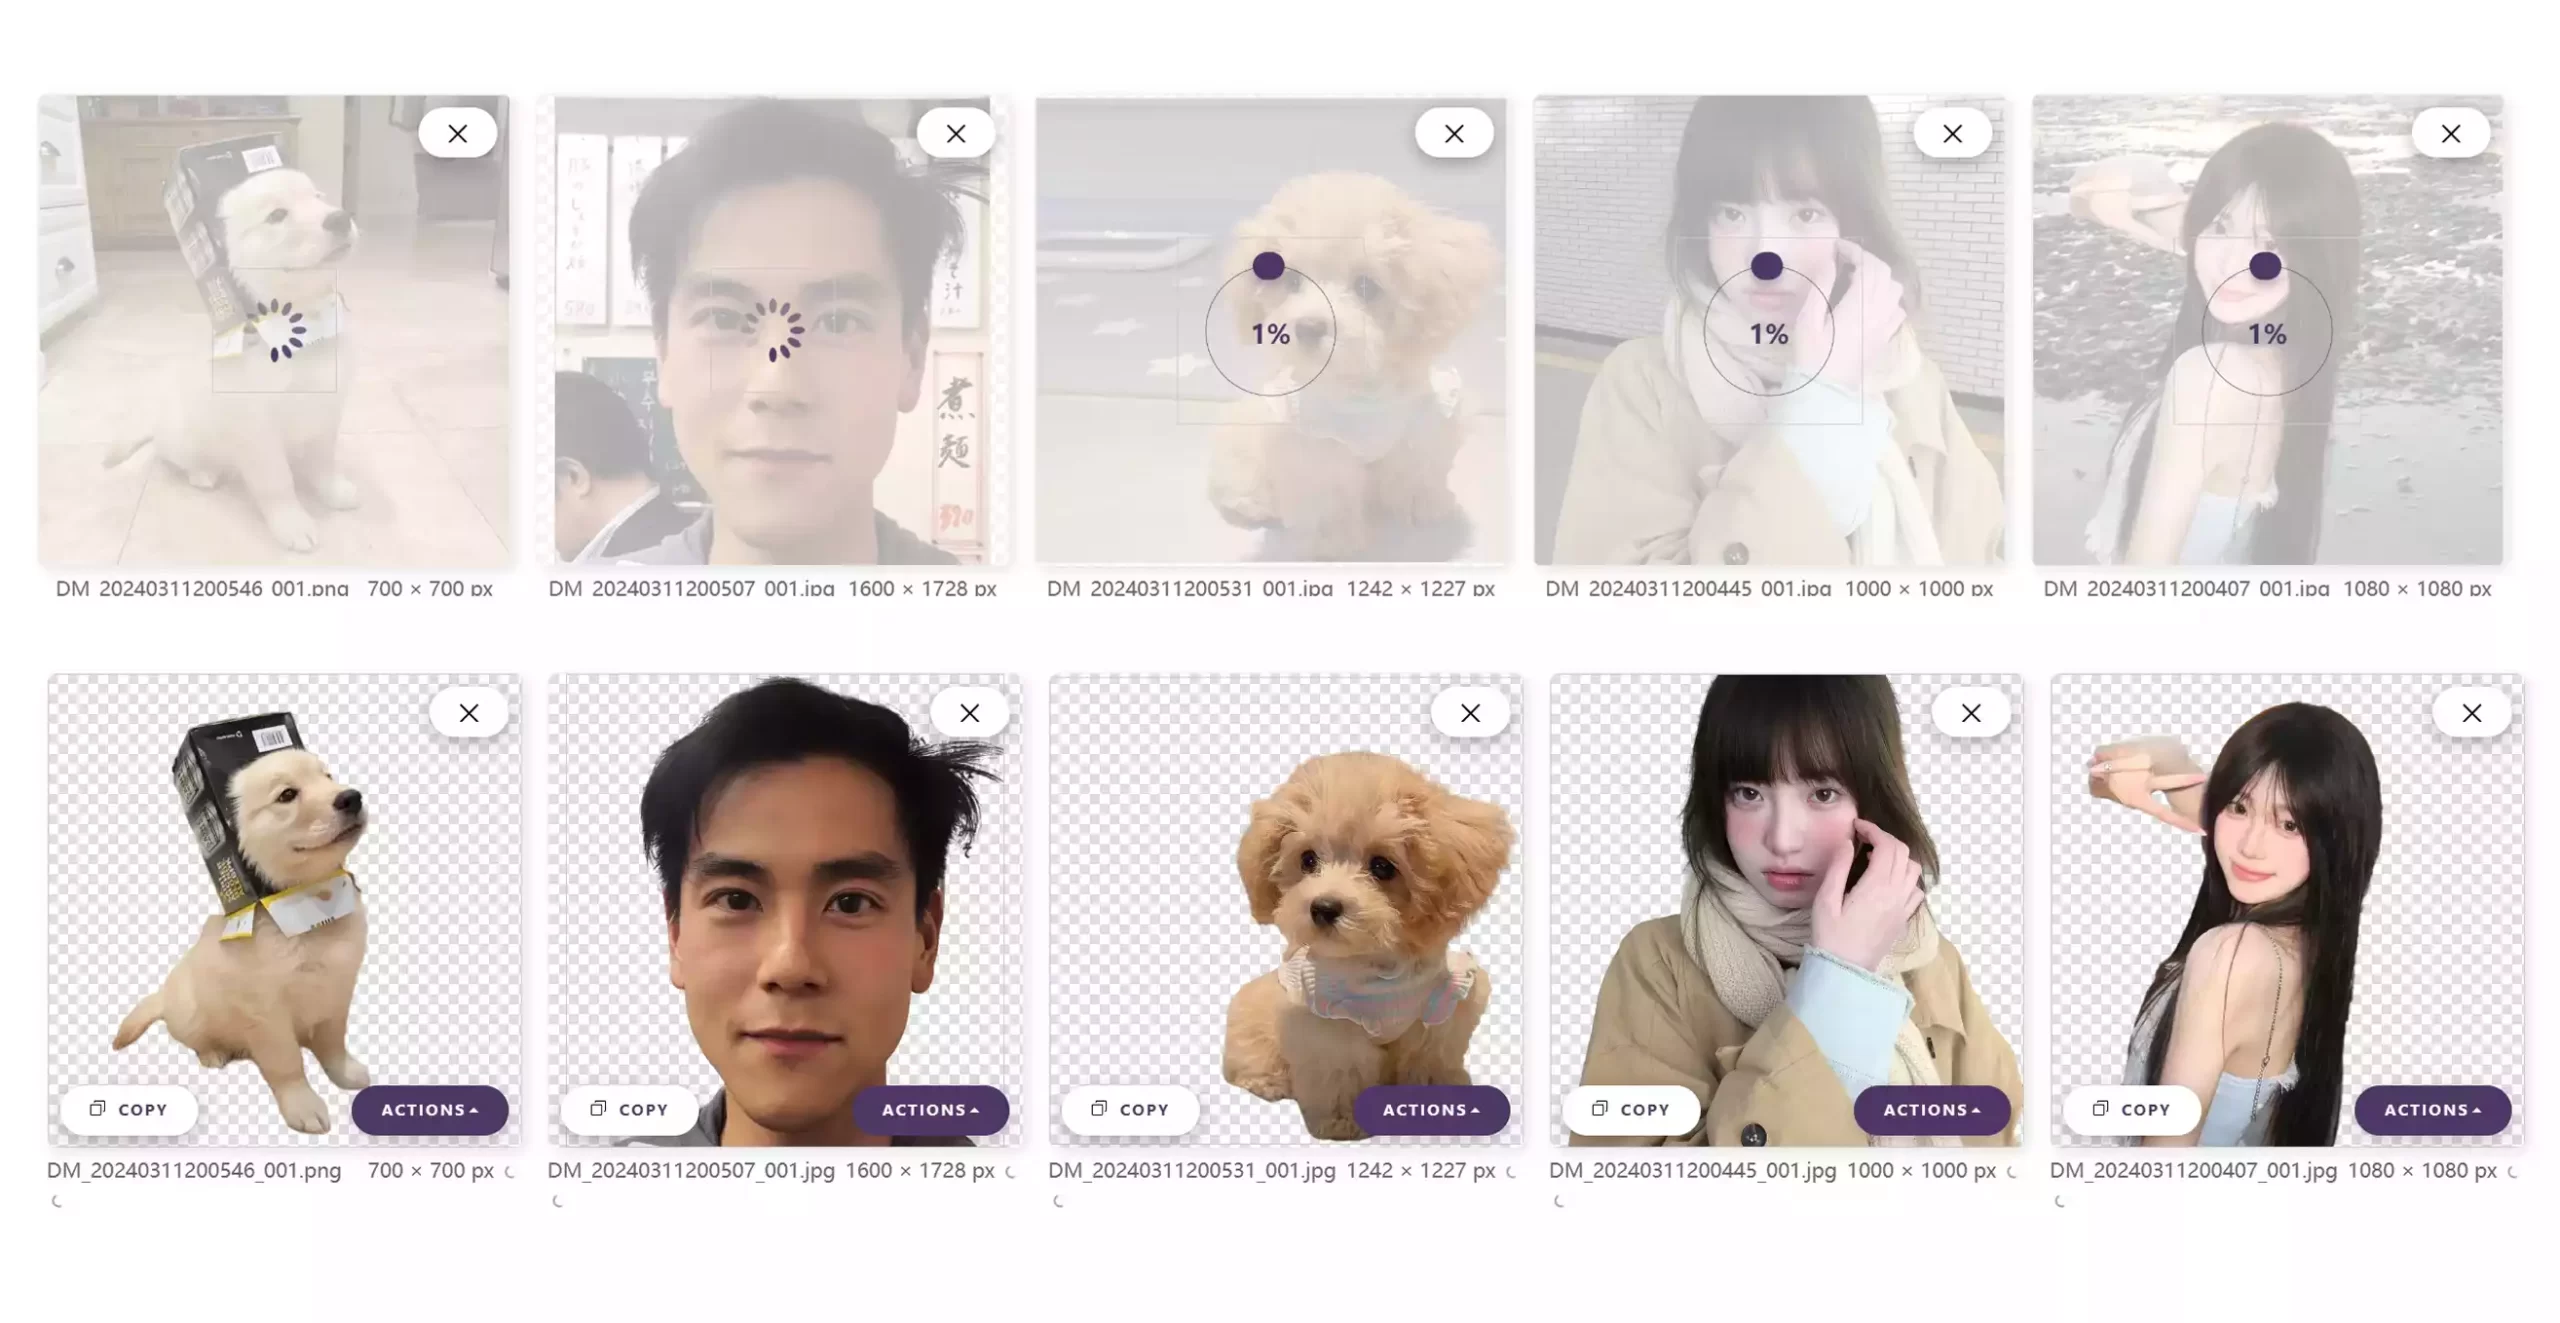 煮
麺
590
DM_20240311200546_001.png 700 × 700 px
DM_20240311200507_001.jpg 1600 × 1728 px
1%
DM_20240311200531_001.jpg 1242 × 1227 px
1%
DM_20240311200445_001.jpg 1000 × 1000 px
1%
DM_20240311200407_001.jpg 1080 × 1080 px
COPY
ACTIONS
DM_20240311200546_001.png 700 × 700 px
COPY
ACTIONS
DM_20240311200507_001.jpg 1600 × 1728 px
COPY
ACTIONS
DM_20240311200531_001.jpg 1242 × 1227 px
COPY
ACTIONS
DM_20240311200445_001.jpg 1000 × 1000 px
COPY
ACTIONS
DM_20240311200407_001.jpg 1080 × 1080 px